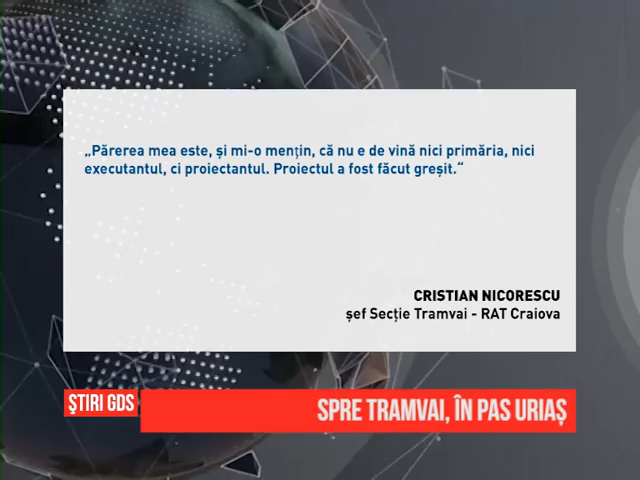 „Părerea mea este, și mi-o mențin, că nu e de vină nici primăria, nici
executantul, ci proiectantul. Proiectul a fost făcut greșit.“
CRISTIAN NICORESCU
șef Secție Tramvai - RAT Craiova
ŞTIRI GDS
SPRE TRAMVAI, ÎN PAS URIAȘ